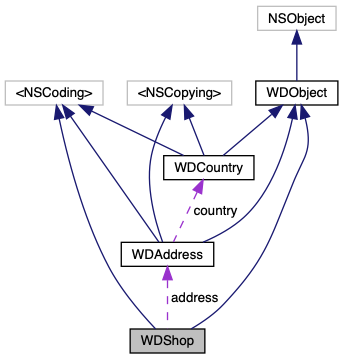 NSObject
<NSCoding>
<NSCopying>
WDObject
WDCountry
country
WDAddress
address
WDShop